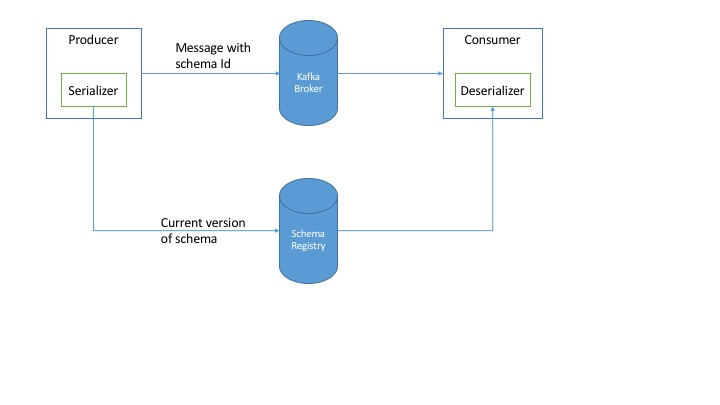 Producer
Serializer
Message with
schema Id
Kafka
Broker
Consumer
Deserializer
Current version
of schema
Schema
Registry